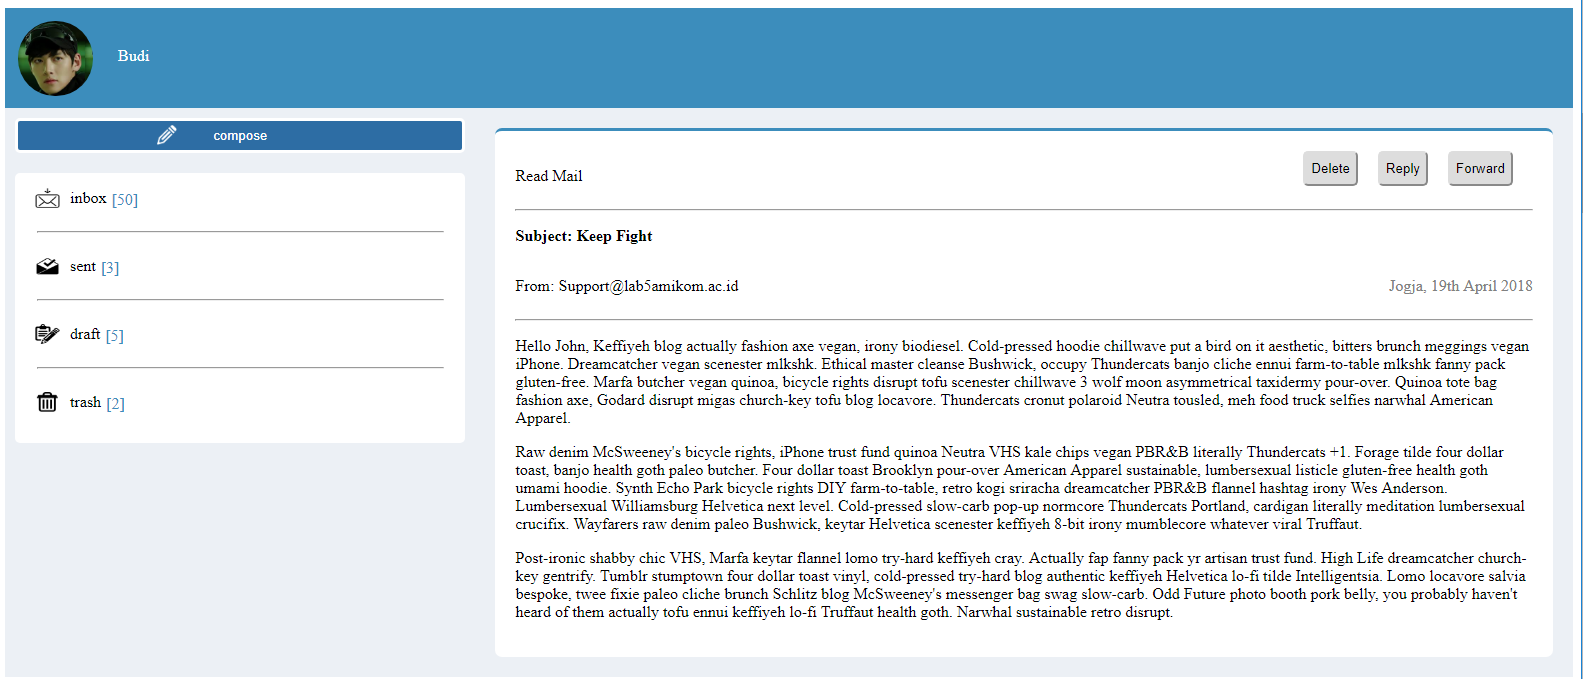 Budi
compose
inbox [50]
sent [3]
draft [5]
trash [2]
Read Mail
Delete
Reply
Forward
Subject: Keep Fight
From: Support@lab5amikom.ac.id
Jogja, 19th April 2018
Hello John, Keffiyeh blog actually fashion axe vegan, irony biodiesel. Cold-pressed hoodie chillwave put a bird on it aesthetic, bitters brunch meggings vegan
iPhone. Dreamcatcher vegan scenester mlkshk. Ethical master cleanse Bushwick, occupy Thundercats banjo cliche ennui farm-to-table mlkshk fanny pack
gluten-free. Marfa butcher vegan quinoa, bicycle rights disrupt tofu scenester chillwave 3 wolf moon asymmetrical taxidermy pour-over. Quinoa tote bag
fashion axe, Godard disrupt migas church-key tofu blog locavore. Thundercats cronut polaroid Neutra tousled, meh food truck selfies narwhal American
Apparel.
Raw denim McSweeney's bicycle rights, iPhone trust fund quinoa Neutra VHS kale chips vegan PBR&B literally Thundercats +1. Forage tilde four dollar
toast, banjo health goth paleo butcher. Four dollar toast Brooklyn pour-over American Apparel sustainable, lumbersexual listicle gluten-free health goth
umami hoodie. Synth Echo Park bicycle rights DIY farm-to-table, retro kogi sriracha dreamcatcher PBR&B flannel hashtag irony Wes Anderson.
Lumbersexual Williamsburg Helvetica next level. Cold-pressed slow-carb pop-up normcore Thundercats Portland, cardigan literally meditation lumbersexual
crucifix. Wayfarers raw denim paleo Bushwick, keytar Helvetica scenester keffiyeh 8-bit irony mumblecore whatever viral Truffaut.
Post-ironic shabby chic VHS, Marfa keytar flannel lomo try-hard keffiyeh cray. Actually fap fanny pack yr artisan trust fund. High Life dreamcatcher church-
key gentrify. Tumblr stumptown four dollar toast vinyl, cold-pressed try-hard blog authentic keffiyeh Helvetica lo-fi tilde Intelligentsia. Lomo locavore salvia
bespoke, twee fixie paleo cliche brunch Schlitz blog McSweeney's messenger bag swag slow-carb. Odd Future photo booth pork belly, you probably haven't
heard of them actually tofu ennui keffiyeh lo-fi Truffaut health goth. Narwhal sustainable retro disrupt.